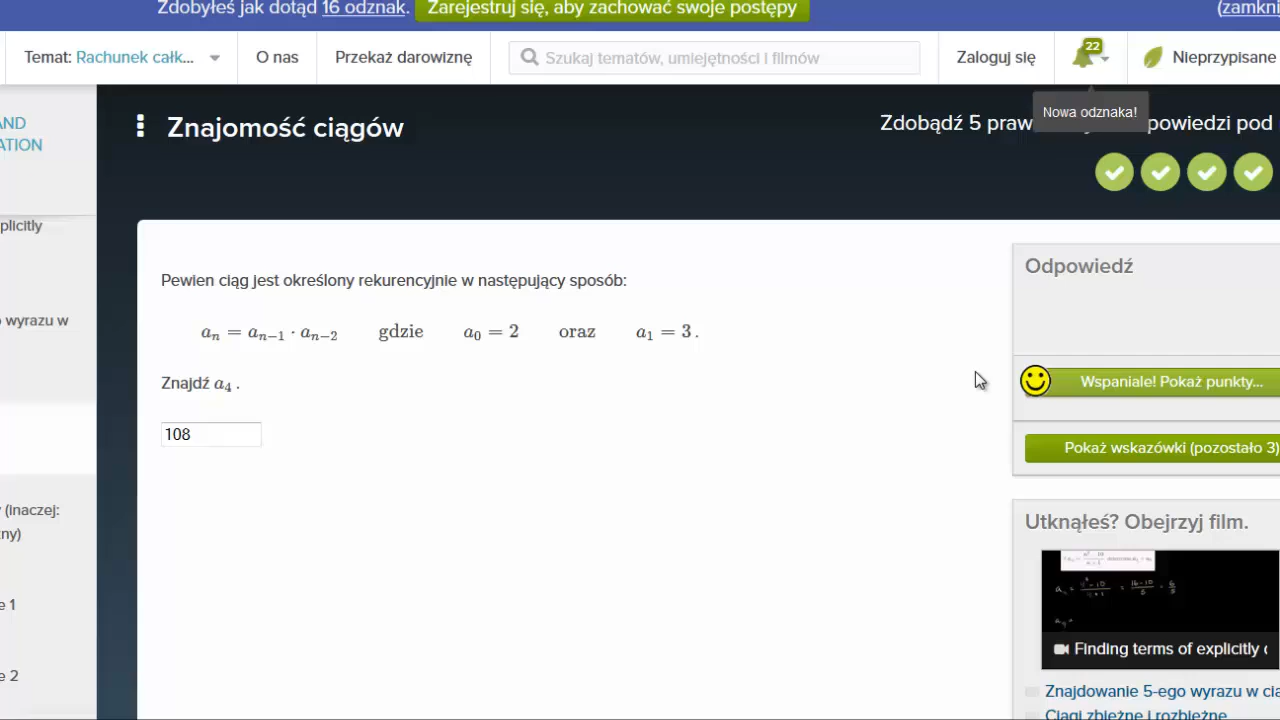 Zdobyłeś jak dotąd 16 odznak. Zarejestruj się, aby zachować swoje postępy (zamkni
Temat: Rachunek całk... O nas Przekaż darowiznę Szukaj tematów, umiejętności i filmów Zaloguj się 22 Nieprzypisane
Nowa odznaka!
AND
ATION
plicitly
o wyrazu w
y (inaczej:
zny)
e 1
e 2
Znajomość ciągów
Zdobądź 5 praw powiedzi pod
Pewien ciąg jest określony rekurencyjnie w następujący sposób:
aₙ = aₙ₋₁ · aₙ₋₂ gdzie a₀ = 2 oraz a₁ = 3 .
Znajdź a₄ .
108
Odpowiedź
Wspaniale! Pokaż punkty...
Pokaż wskazówki (pozostało 3)
Utknąłeś? Obejrzyj film.
Finding terms of explicitly d
Znajdowanie 5-ego wyrazu w cią
Ciągi zbieżne i rozbieżne